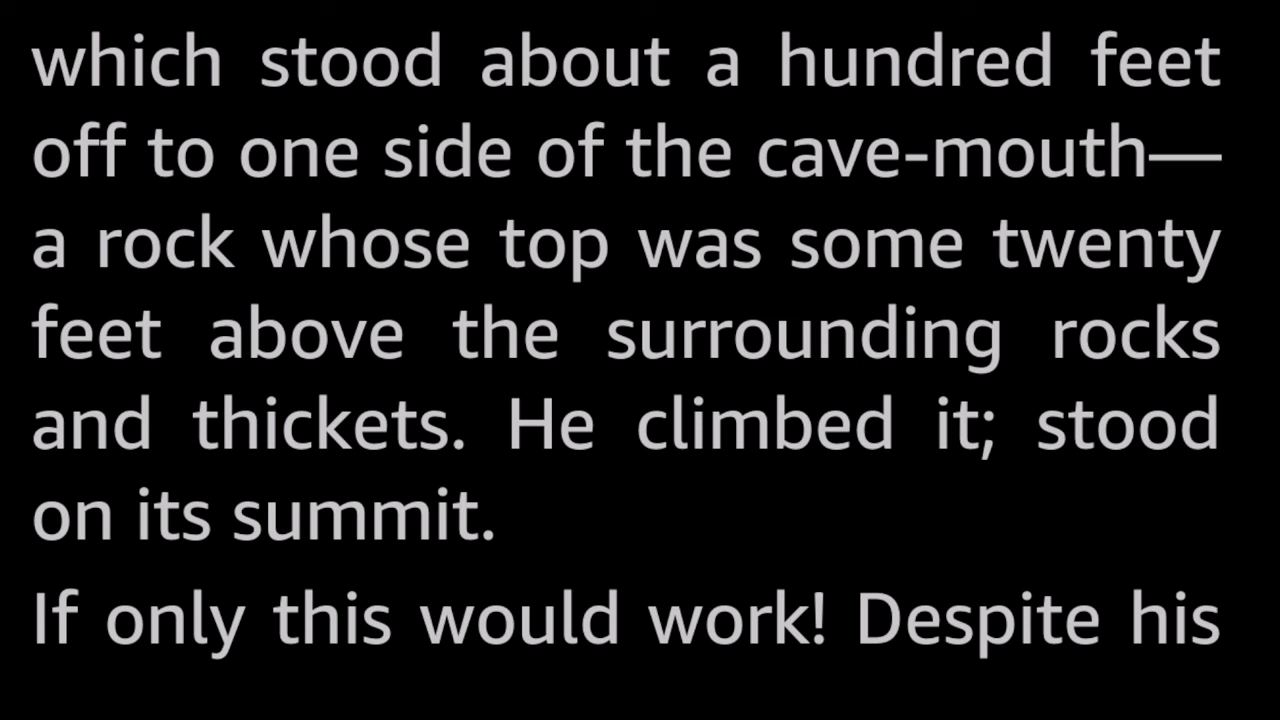 which stood about a hundred feet
off to one side of the cave-mouth—
a rock whose top was some twenty
feet above the surrounding rocks
and thickets. He climbed it; stood
on its summit.
If only this would work! Despite his